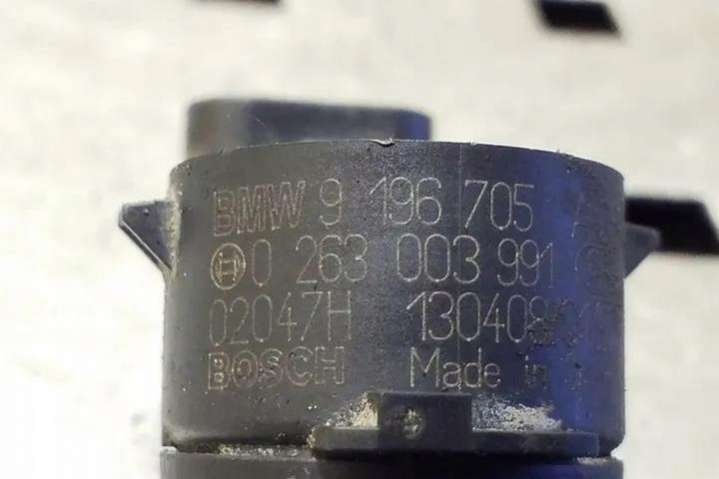 BMW 9 196 705
0 263 003 991
02047H 130408
BOSCH Made in